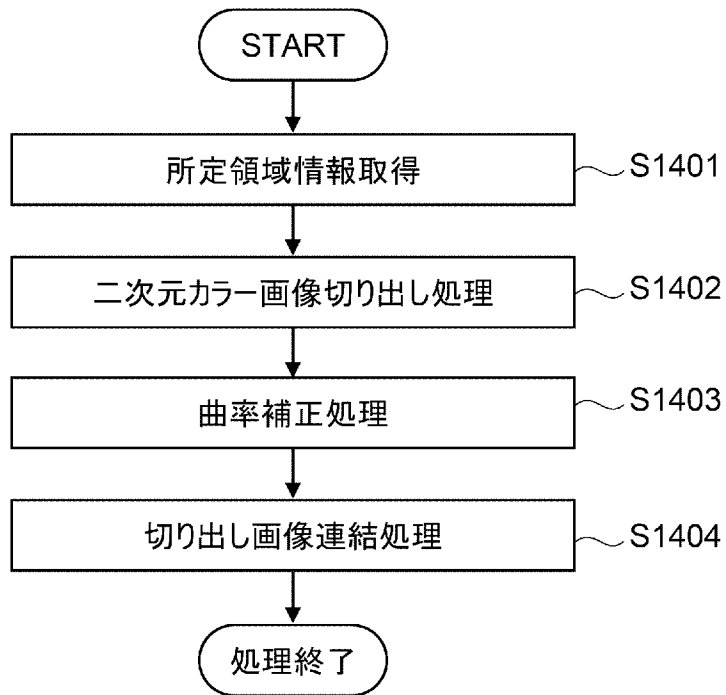 START
所定領域情報取得
S1401
二次元カラー画像切り出し処理
S1402
曲率補正処理
S1403
切り出し画像連結処理
S1404
処理終了